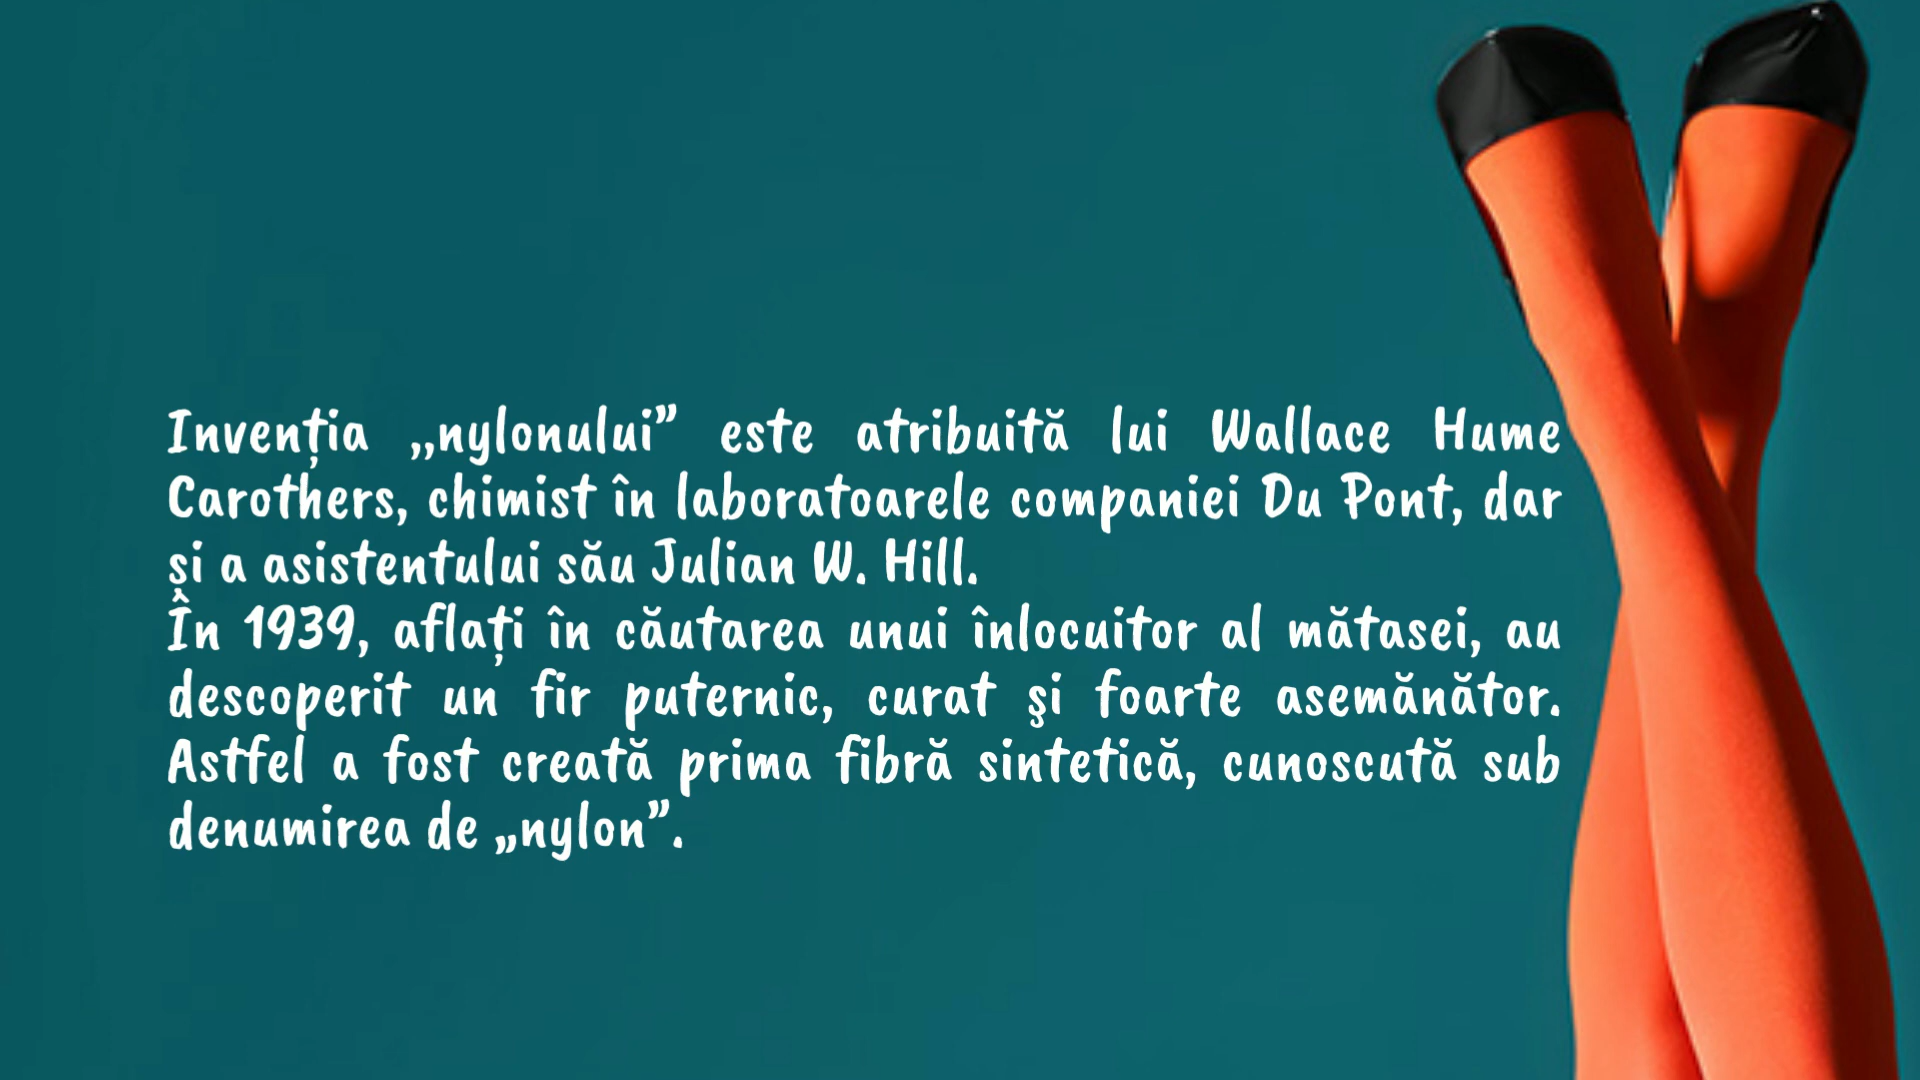 Invenția ,,nylonului” este atribuită lui Wallace Hume
Carothers, chimist în laboratoarele companiei Du Pont, dar
și a asistentului său Julian W. Hill.
În 1939, aflați în căutarea unui înlocuitor al mătasei, au
descoperit un fir puternic, curat şi foarte asemănător.
Astfel a fost creată prima fibră sintetică, cunoscută sub
denumirea de „nylon”.